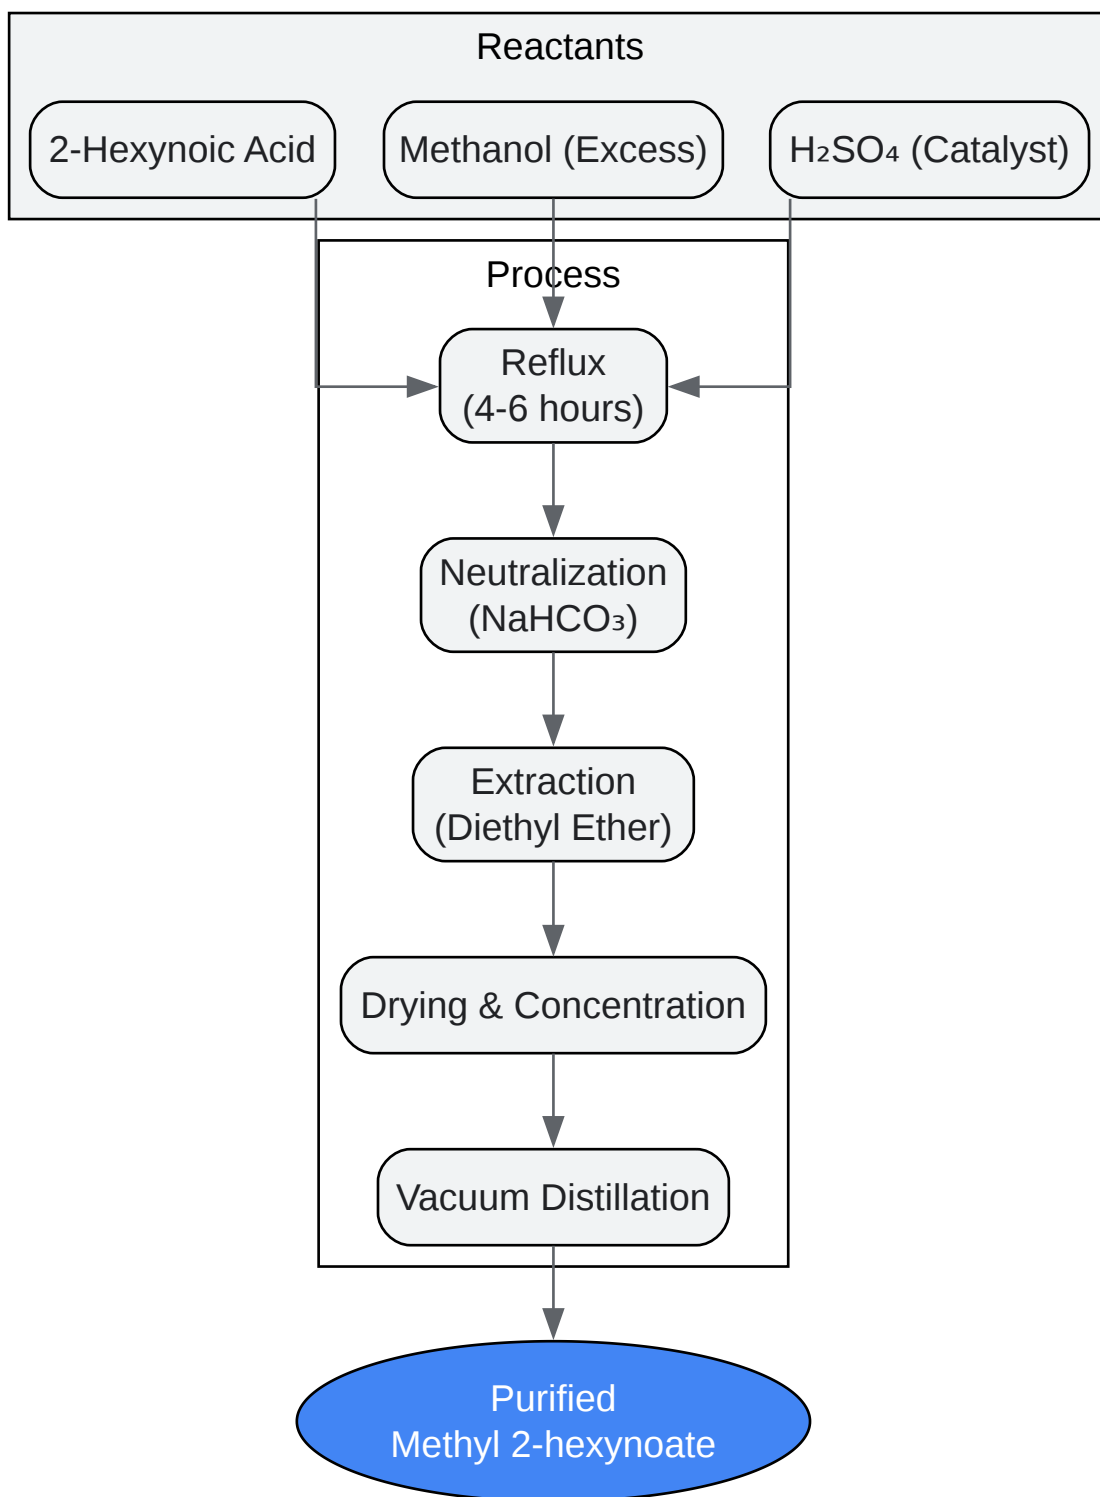 Reactants
2-Hexynoic Acid
Methanol (Excess)
H₂SO₄ (Catalyst)
Process
Reflux
(4-6 hours)
Neutralization
(NaHCO₃)
Extraction
(Diethyl Ether)
Drying & Concentration
Vacuum Distillation
Purified
Methyl 2-hexynoate